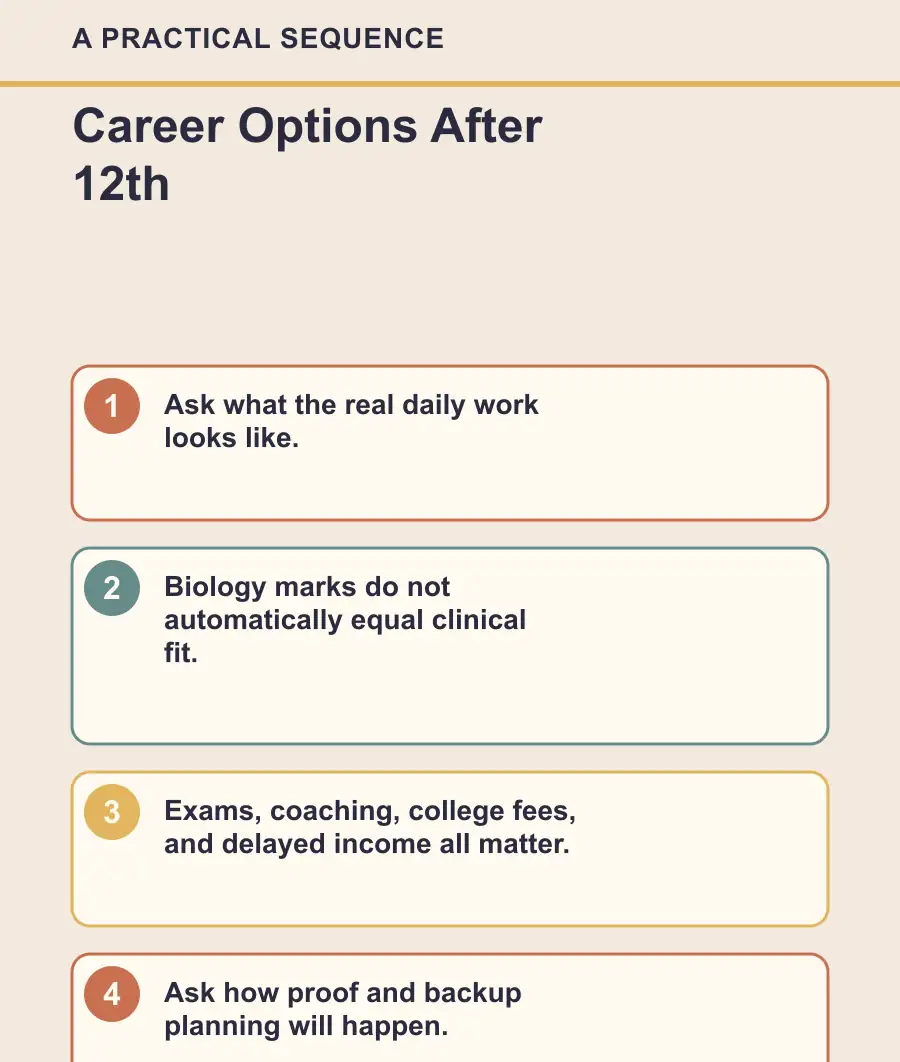 A PRACTICAL SEQUENCE
Career Options After
12th
1
Ask what the real daily work
looks like.
2
Biology marks do not
automatically equal clinical
fit.
3
Exams, coaching, college fees,
and delayed income all matter.
4
Ask how proof and backup
planning will happen.